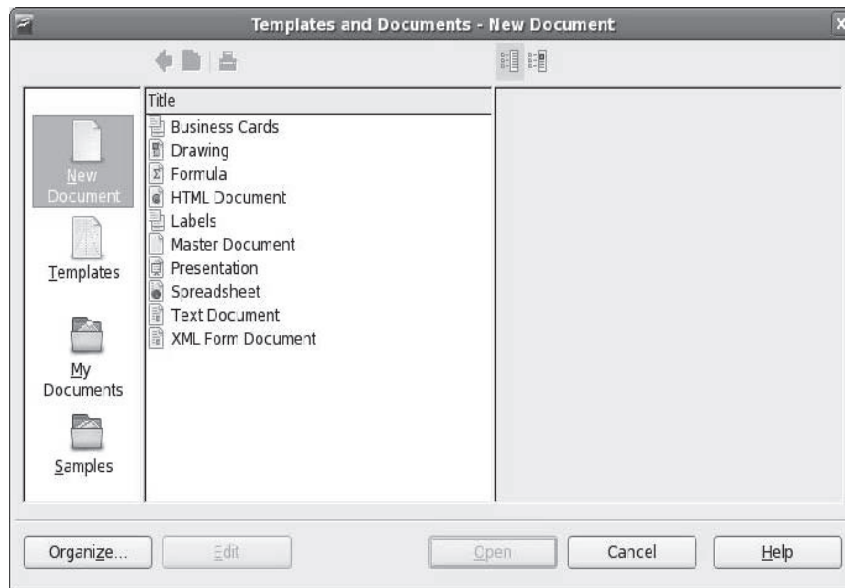 Templates and Documents - New Document
Title
New
Document
Templates
My
Documents
Samples
Business Cards
Drawing
Formula
HTML Document
Labels
Master Document
Presentation
Spreadsheet
Text Document
XML Form Document
Organize...
Edit
Open
Cancel
Help